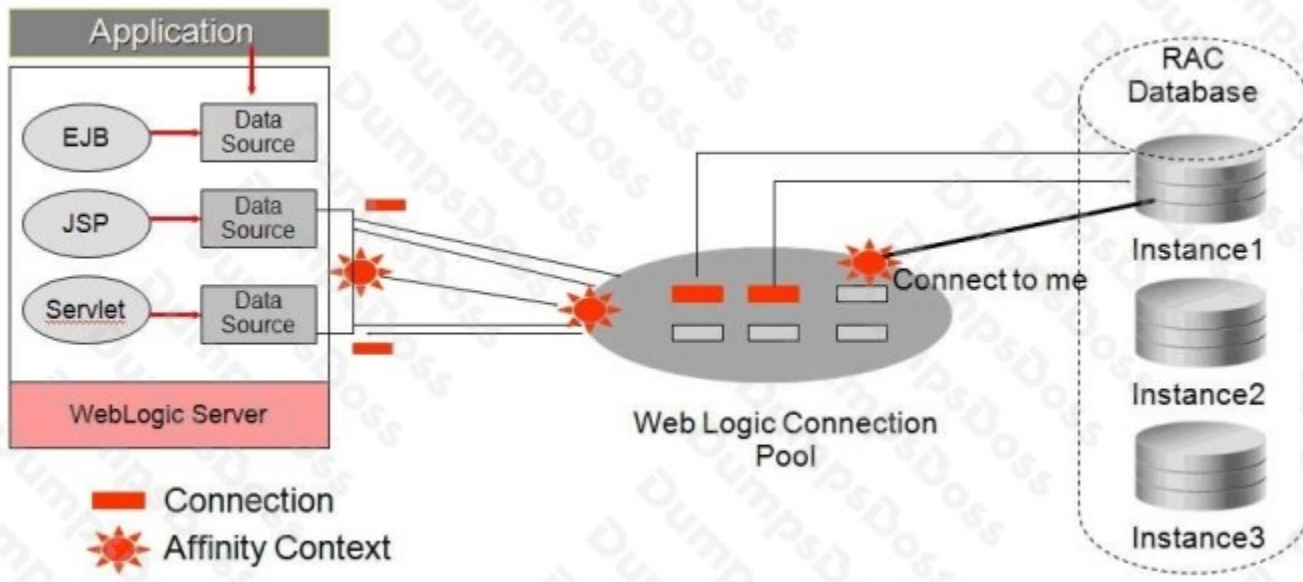 Application
EJB
Data
Source
JSP
Data
Source
Servlet
Data
Source
WebLogic Server
Connection
Affinity Context
Connect to me
Web Logic Connection
Pool
RAC
Database
Instance1
Instance2
Instance3
DumpsDoss